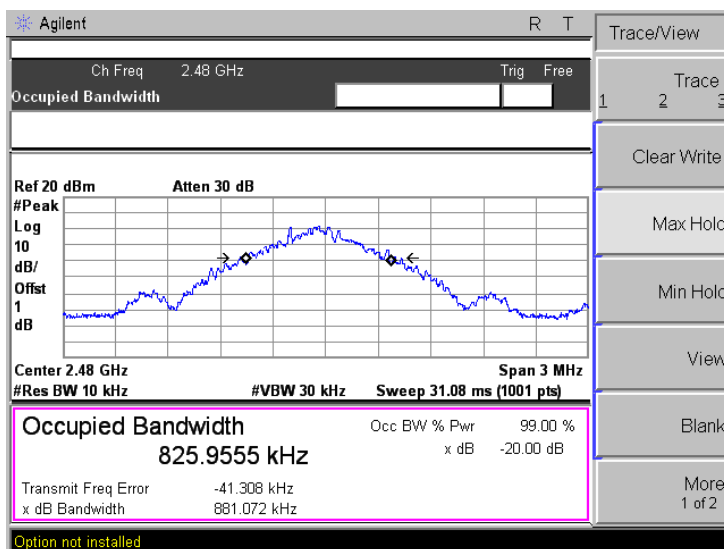 Agilent R T
Ch Freq 2.48 GHz Trig Free
Occupied Bandwidth
Ref 20 dBm Atten 30 dB
#Peak
Log
10
dB/
Offst
1
dB
Center 2.48 GHz Span 3 MHz
#Res BW 10 kHz #VBW 30 kHz Sweep 31.08 ms (1001 pts)
Occupied Bandwidth Occ BW % Pwr 99.00 %
825.9555 kHz x dB -20.00 dB
Transmit Freq Error -41.308 kHz
x dB Bandwidth 881.072 kHz
Option not installed
Trace/View
Trace
1 2 3
Clear Write
Max Hold
Min Hold
View
Blank
More
1 of 2